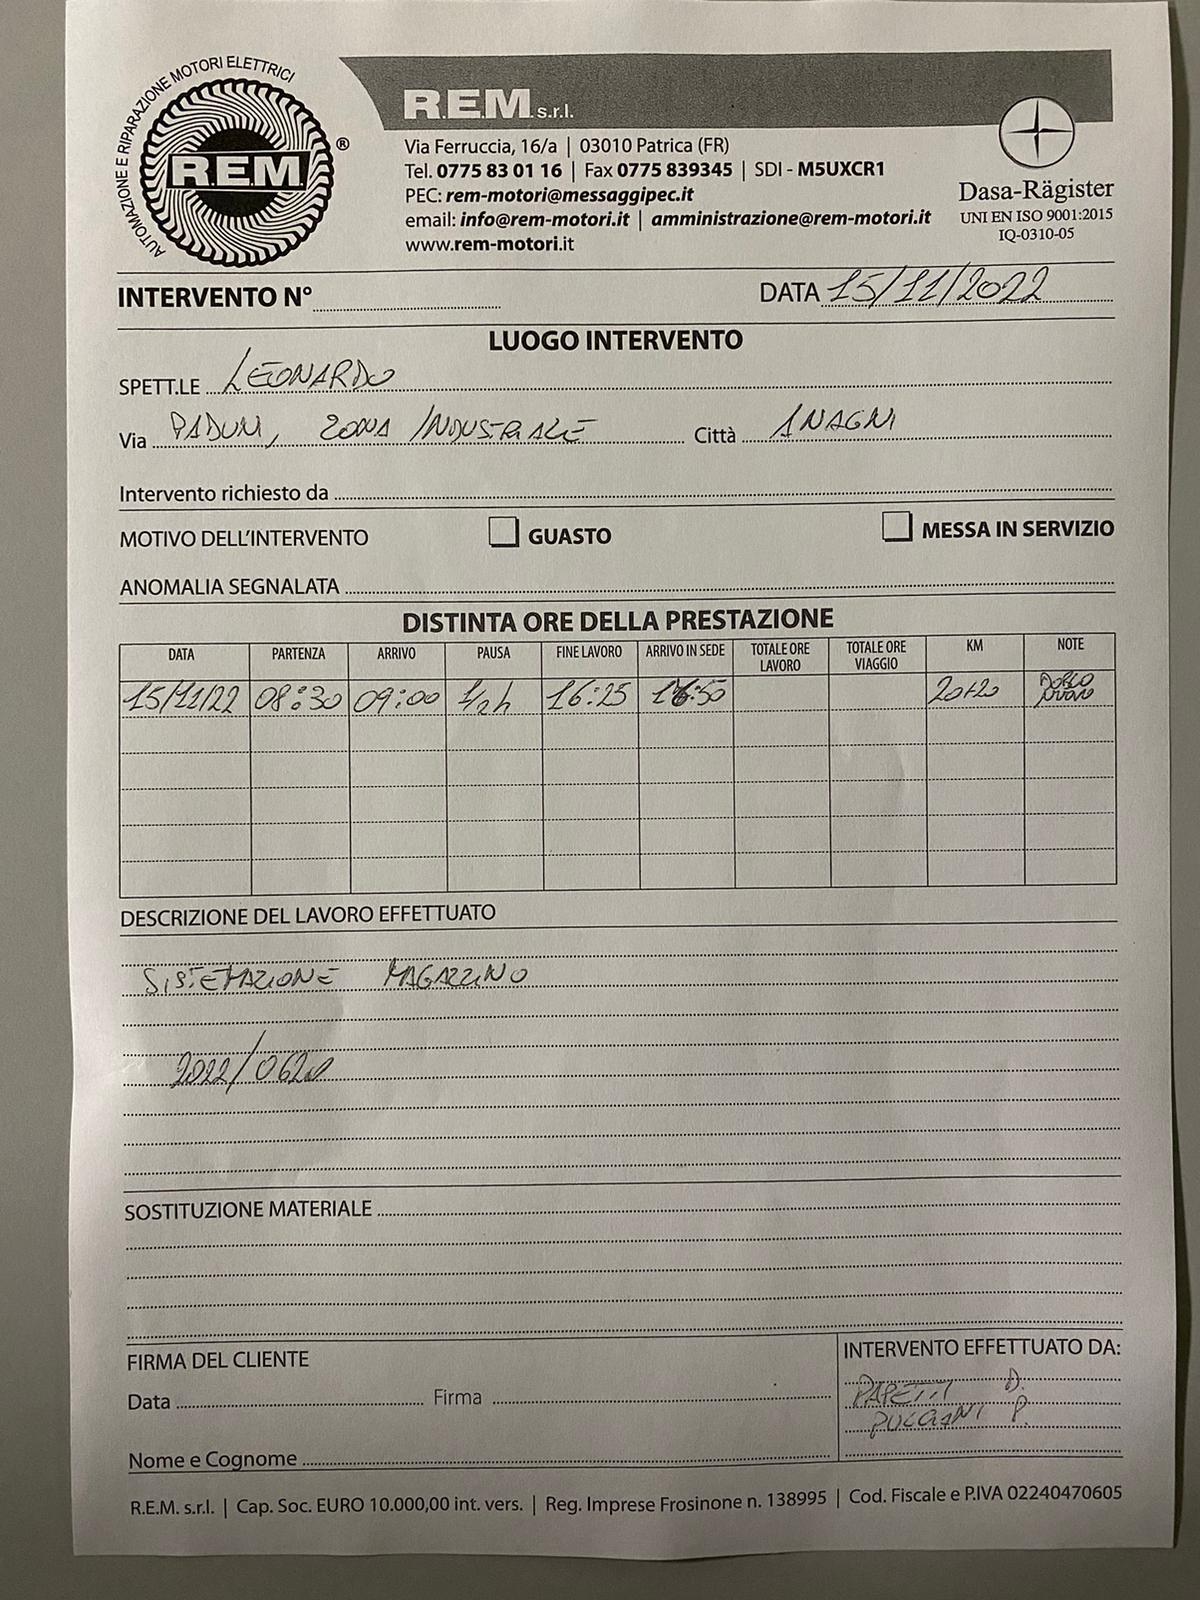 AUTOMAZIONE E RIPARAZIONE MOTORI ELETTRICI
R.E.M. ®
R.E.M. s.r.l.
Via Ferruccia, 16/a | 03010 Patrica (FR)
Tel. 0775 83 01 16 | Fax 0775 839345 | SDI - M5UXCR1
PEC: rem-motori@messaggipec.it
email: info@rem-motori.it | amministrazione@rem-motori.it
www.rem-motori.it
Dasa-Rägister
UNI EN ISO 9001:2015
IQ-0310-05
INTERVENTO N° DATA 15/11/2022
LUOGO INTERVENTO
SPETT.LE LEONARDO
Via PADUNI, ZONA INDUSTRIALE Città ANAGNI
Intervento richiesto da
MOTIVO DELL'INTERVENTO GUASTO MESSA IN SERVIZIO
ANOMALIA SEGNALATA
DISTINTA ORE DELLA PRESTAZIONE
DATA PARTENZA ARRIVO PAUSA FINE LAVORO ARRIVO IN SEDE TOTALE ORE LAVORO TOTALE ORE VIAGGIO KM NOTE
15/11/22 08:30 09:00 1/2h 16:25 16:50 20+20 DOBLO NUOVO
DESCRIZIONE DEL LAVORO EFFETTUATO
SISTEMAZIONE MAGAZZINO
SOSTITUZIONE MATERIALE
FIRMA DEL CLIENTE
Data Firma
Nome e Cognome
INTERVENTO EFFETTUATO DA:
PAPETTI D.
P.
R.E.M. s.r.l. | Cap. Soc. EURO 10.000,00 int. vers. | Reg. Imprese Frosinone n. 138995 | Cod. Fiscale e P.IVA 02240470605